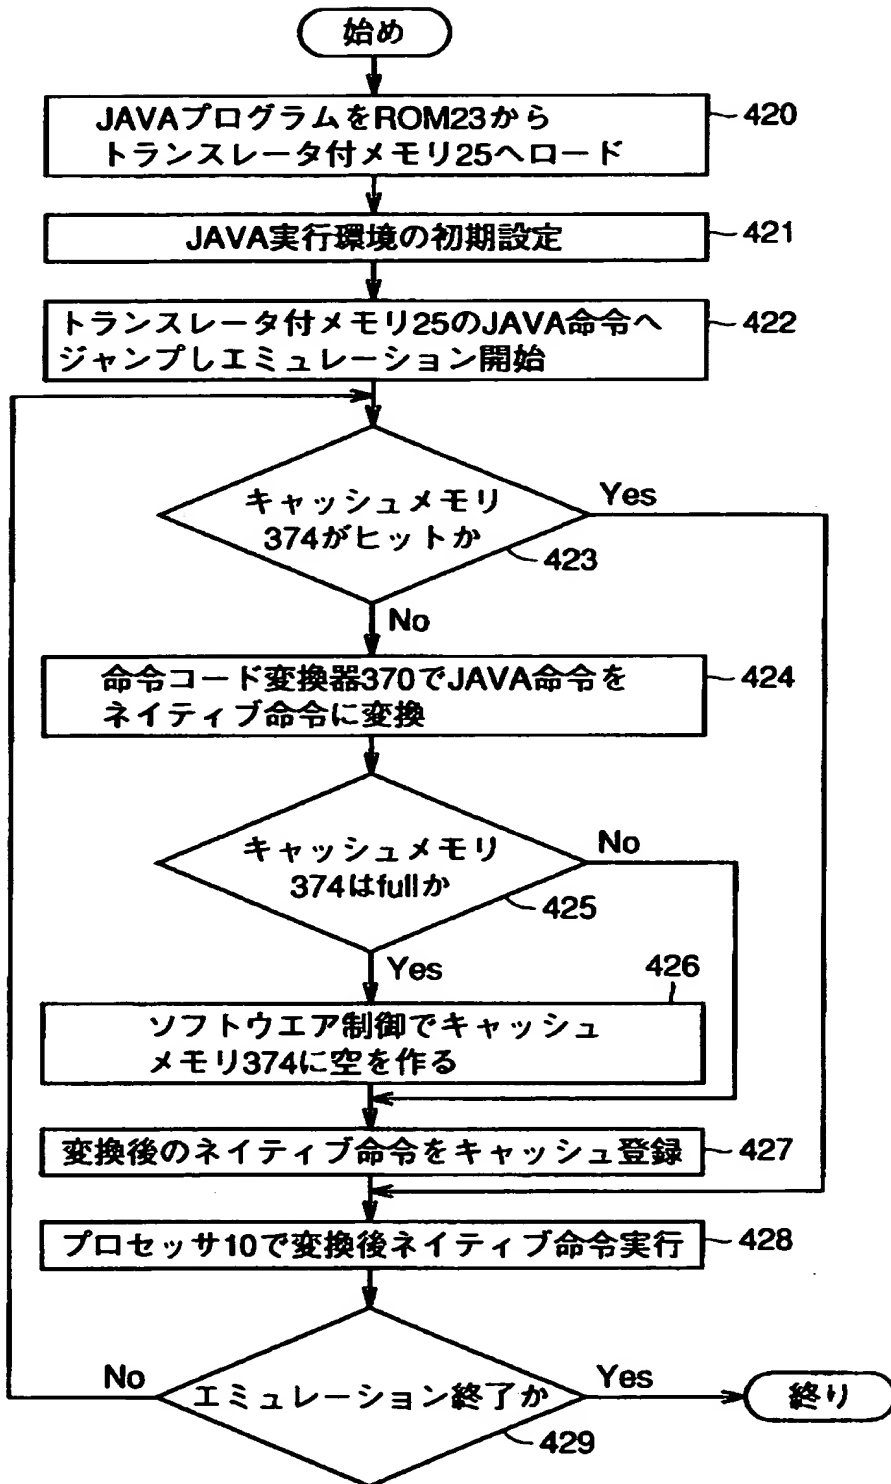 始め
JAVAプログラムをROM23から
トランスレータ付メモリ25へロード
420
JAVA実行環境の初期設定
421
トランスレータ付メモリ25のJAVA命令へ
ジャンプしエミュレーション開始
422
キャッシュメモリ
374がヒットか
Yes
423
No
命令コード変換器370でJAVA命令を
ネイティブ命令に変換
424
キャッシュメモリ
374はfullか
No
425
Yes
426
ソフトウエア制御でキャッシュ
メモリ374に空を作る
変換後のネイティブ命令をキャッシュ登録
427
プロセッサ10で変換後ネイティブ命令実行
428
No
エミュレーション終了か
Yes
終り
429